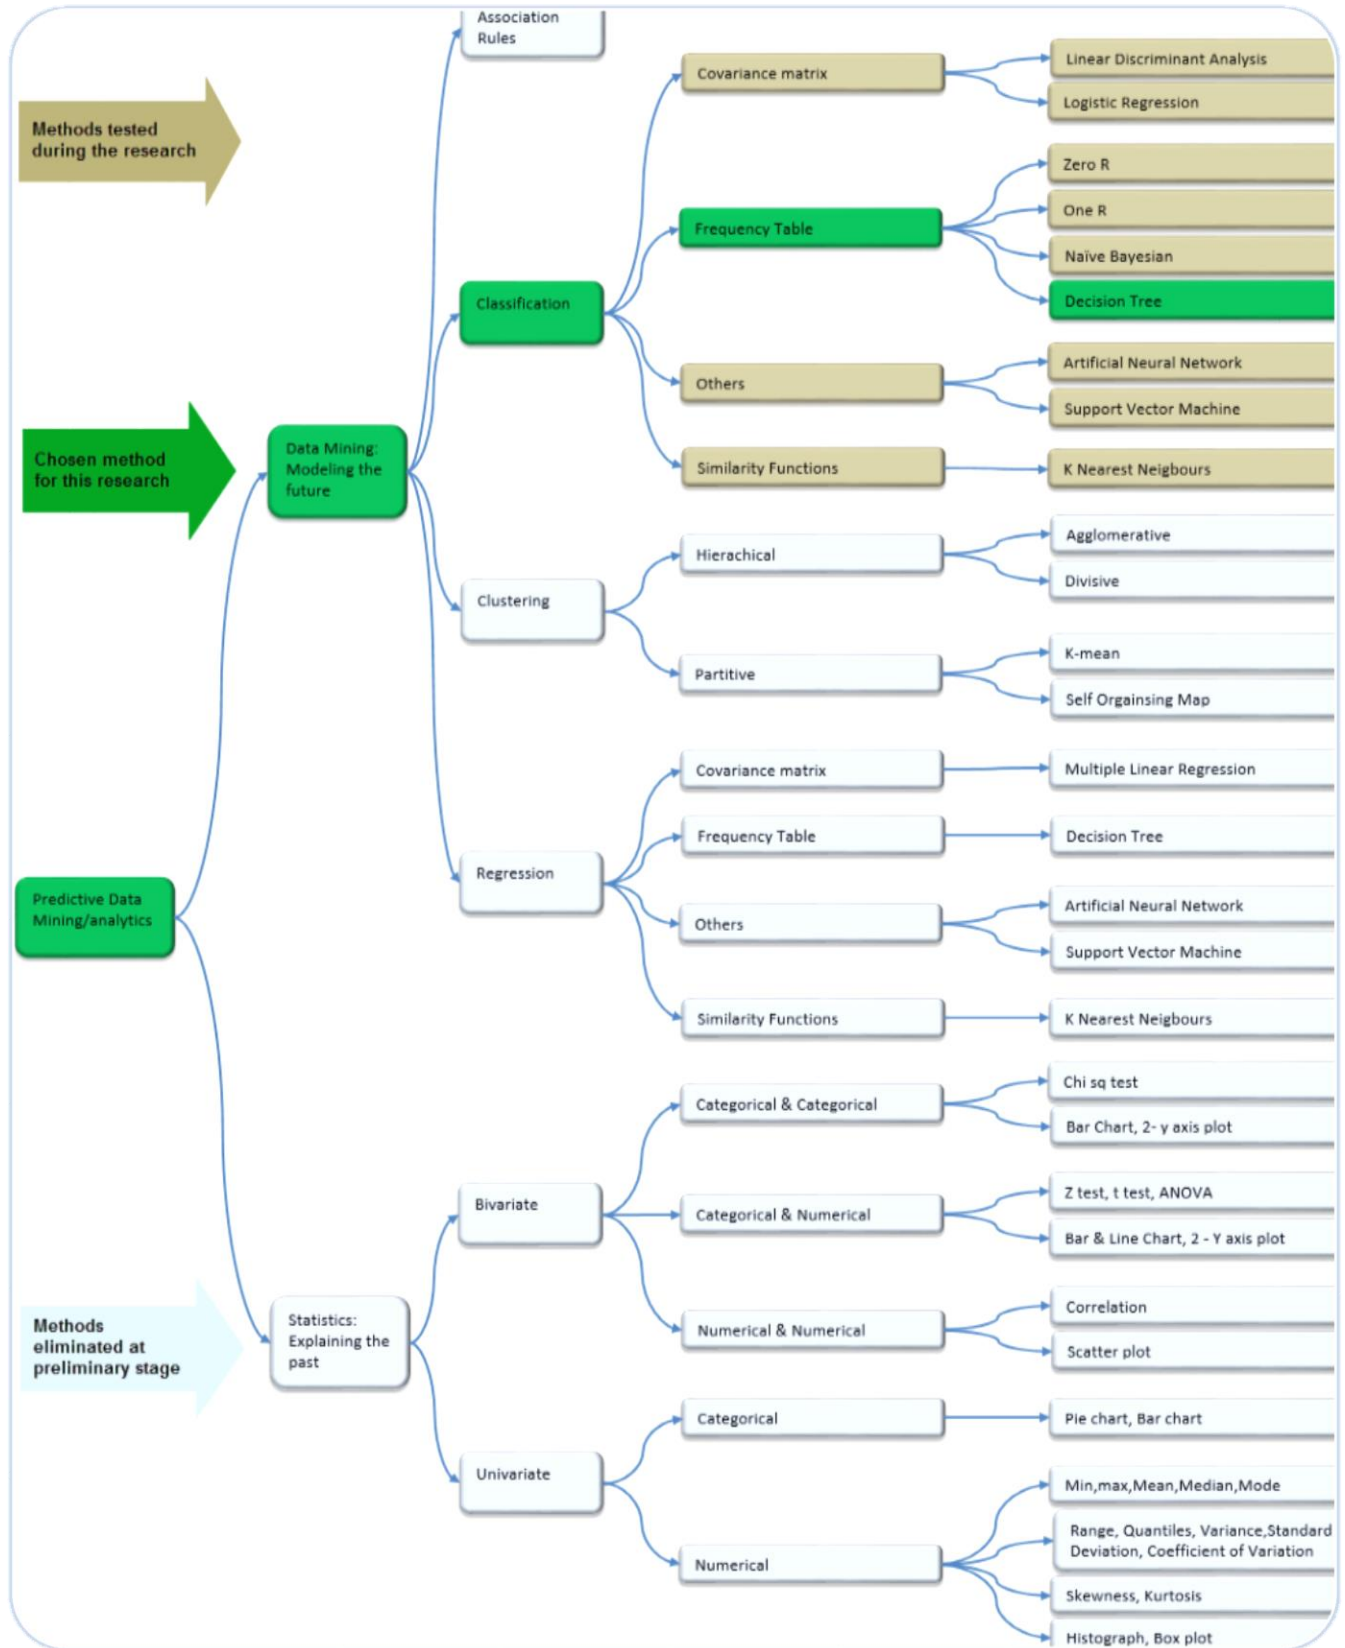 Association
Rules
Covariance matrix
Linear Discriminant Analysis
Logistic Regression
Methods tested
during the research
Zero R
One R
Frequency Table
Naïve Bayesian
Decision Tree
Classification
Artificial Neural Network
Others
Support Vector Machine
Chosen method
for this research
Data Mining:
Modeling the
future
Similarity Functions
K Nearest Neigbours
Hierachical
Agglomerative
Divisive
Clustering
Partitive
K-mean
Self Orgainsing Map
Covariance matrix
Multiple Linear Regression
Frequency Table
Decision Tree
Regression
Predictive Data
Mining/analytics
Others
Artificial Neural Network
Support Vector Machine
Similarity Functions
K Nearest Neigbours
Categorical & Categorical
Chi sq test
Bar Chart, 2- y axis plot
Bivariate
Categorical & Numerical
Z test, t test, ANOVA
Bar & Line Chart, 2 - Y axis plot
Methods
eliminated at
preliminary stage
Statistics:
Explaining the
past
Numerical & Numerical
Correlation
Scatter plot
Categorical
Pie chart, Bar chart
Univariate
Numerical
Min,max,Mean,Median,Mode
Range, Quantiles, Variance,Standard
Deviation, Coefficient of Variation
Skewness, Kurtosis
Histograph, Box plot